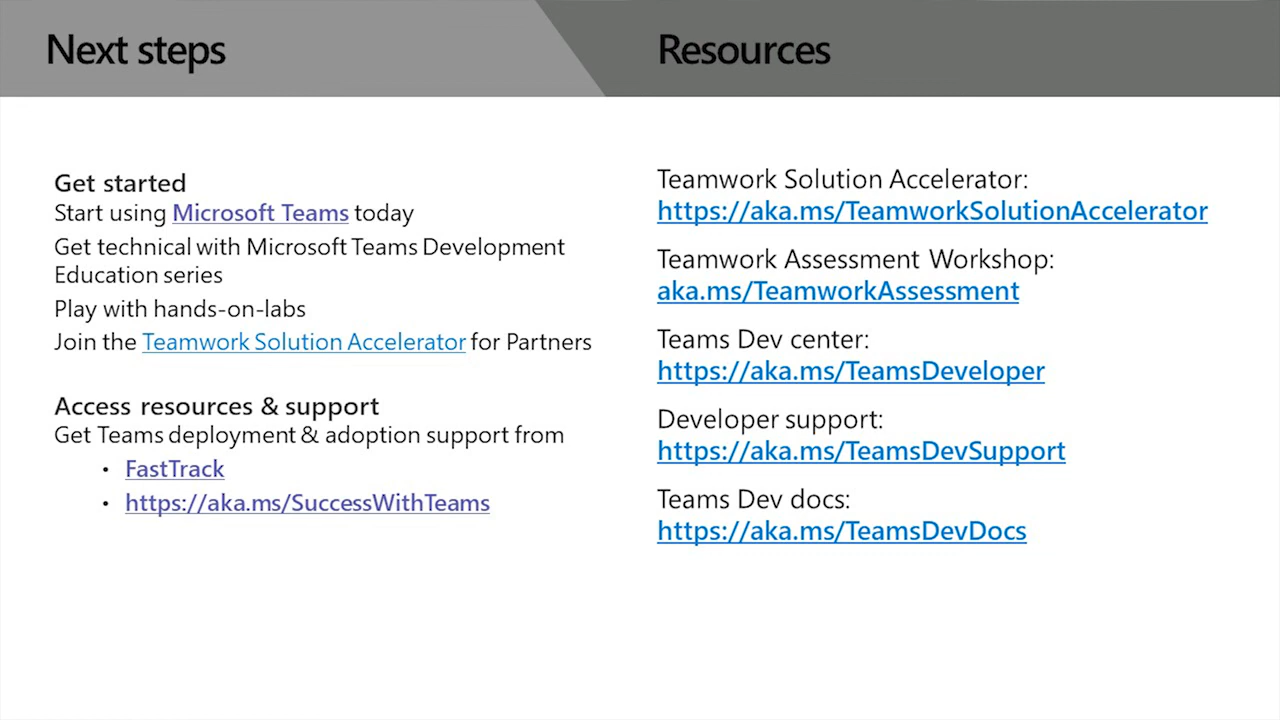 Next steps
Get started
Start using Microsoft Teams today
Get technical with Microsoft Teams Development
Education series
Play with hands-on-labs
Join the Teamwork Solution Accelerator for Partners
Access resources & support
Get Teams deployment & adoption support from
• FastTrack
• https://aka.ms/SuccessWithTeams
Resources
Teamwork Solution Accelerator:
https://aka.ms/TeamworkSolutionAccelerator
Teamwork Assessment Workshop:
aka.ms/TeamworkAssessment
Teams Dev center:
https://aka.ms/TeamsDeveloper
Developer support:
https://aka.ms/TeamsDevSupport
Teams Dev docs:
https://aka.ms/TeamsDevDocs